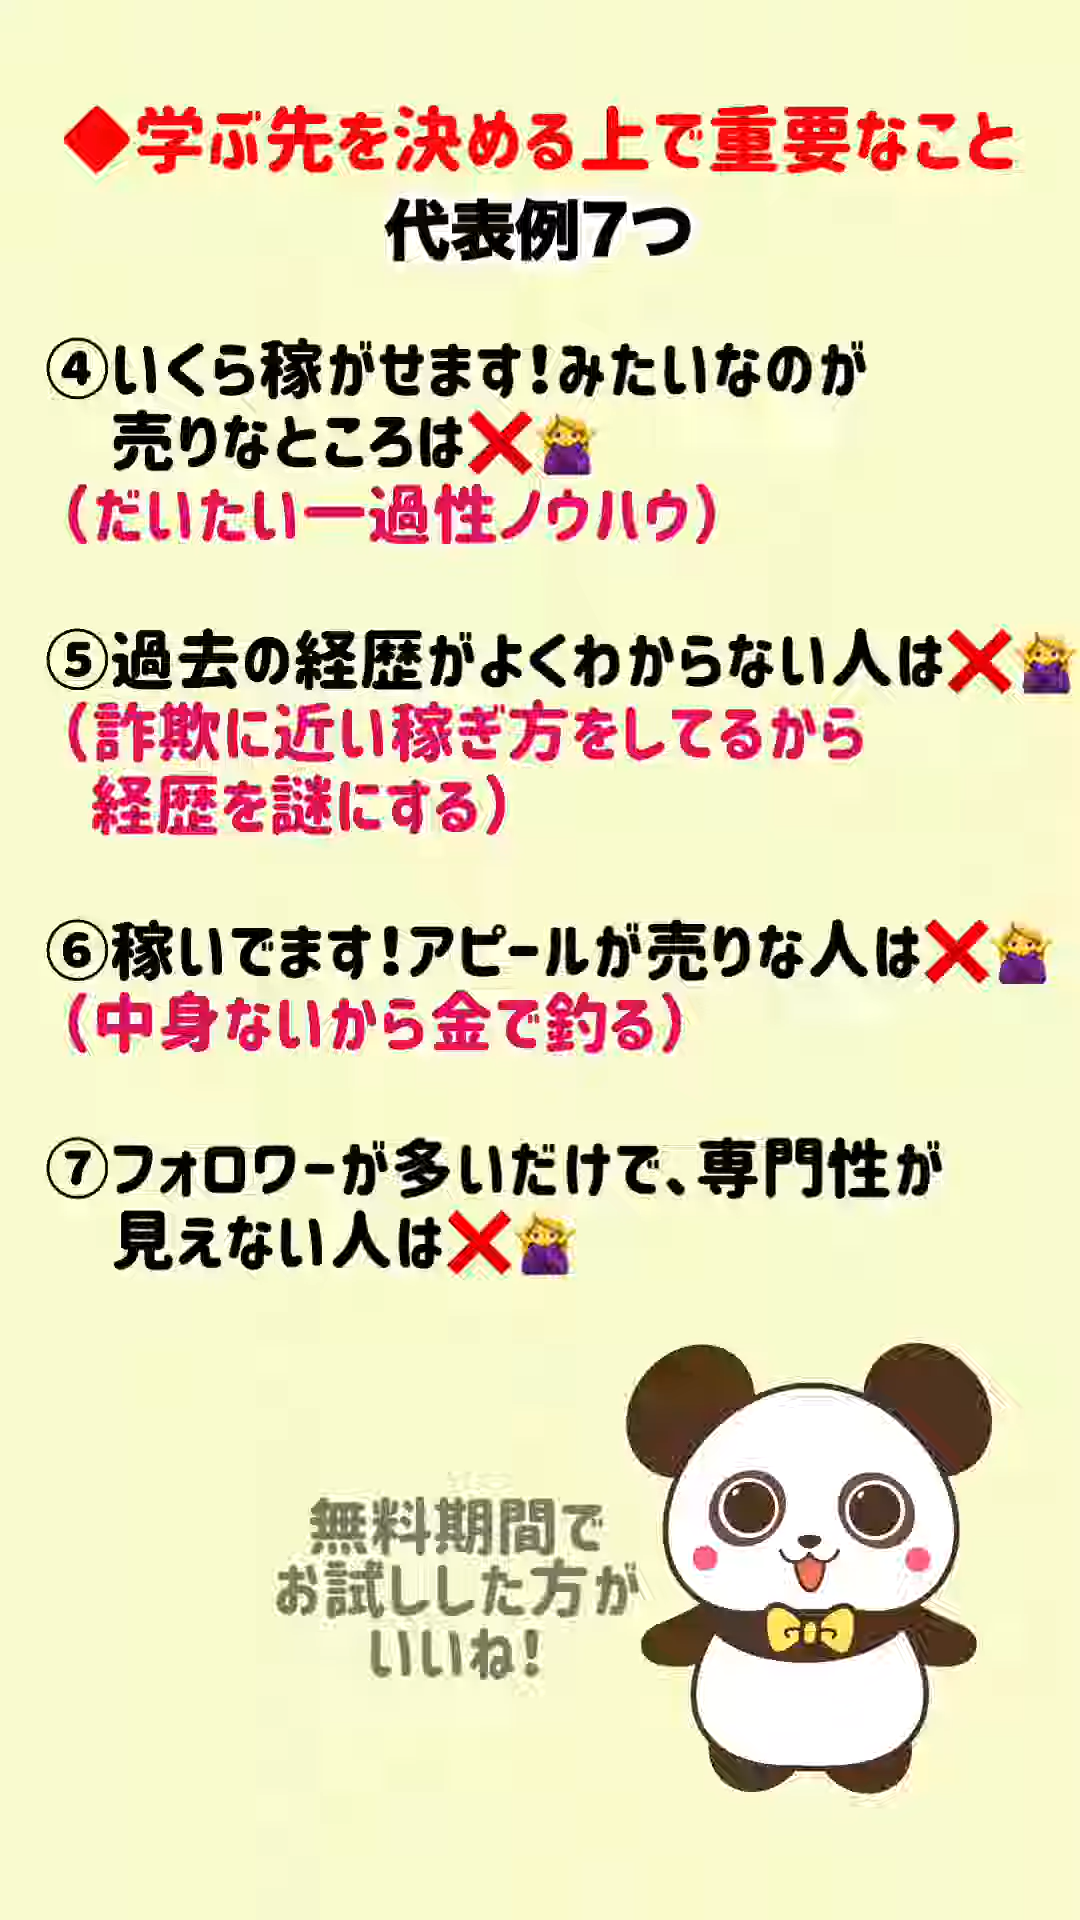 ◆学ぶ先を決める上で重要なこと
代表例7つ
④いくら稼がせます!みたいなのが
売りなところは❌🙅‍♀️
(だいたい一過性ノウハウ)
⑤過去の経歴がよくわからない人は❌🙅‍♀️
(詐欺に近い稼ぎ方をしてるから
経歴を謎にする)
⑥稼いでます!アピールが売りな人は❌🙅‍♀️
(中身ないから金で釣る)
⑦フォロワーが多いだけで、専門性が
見えない人は❌🙅‍♀️
無料期間で
お試しした方が
いいね!